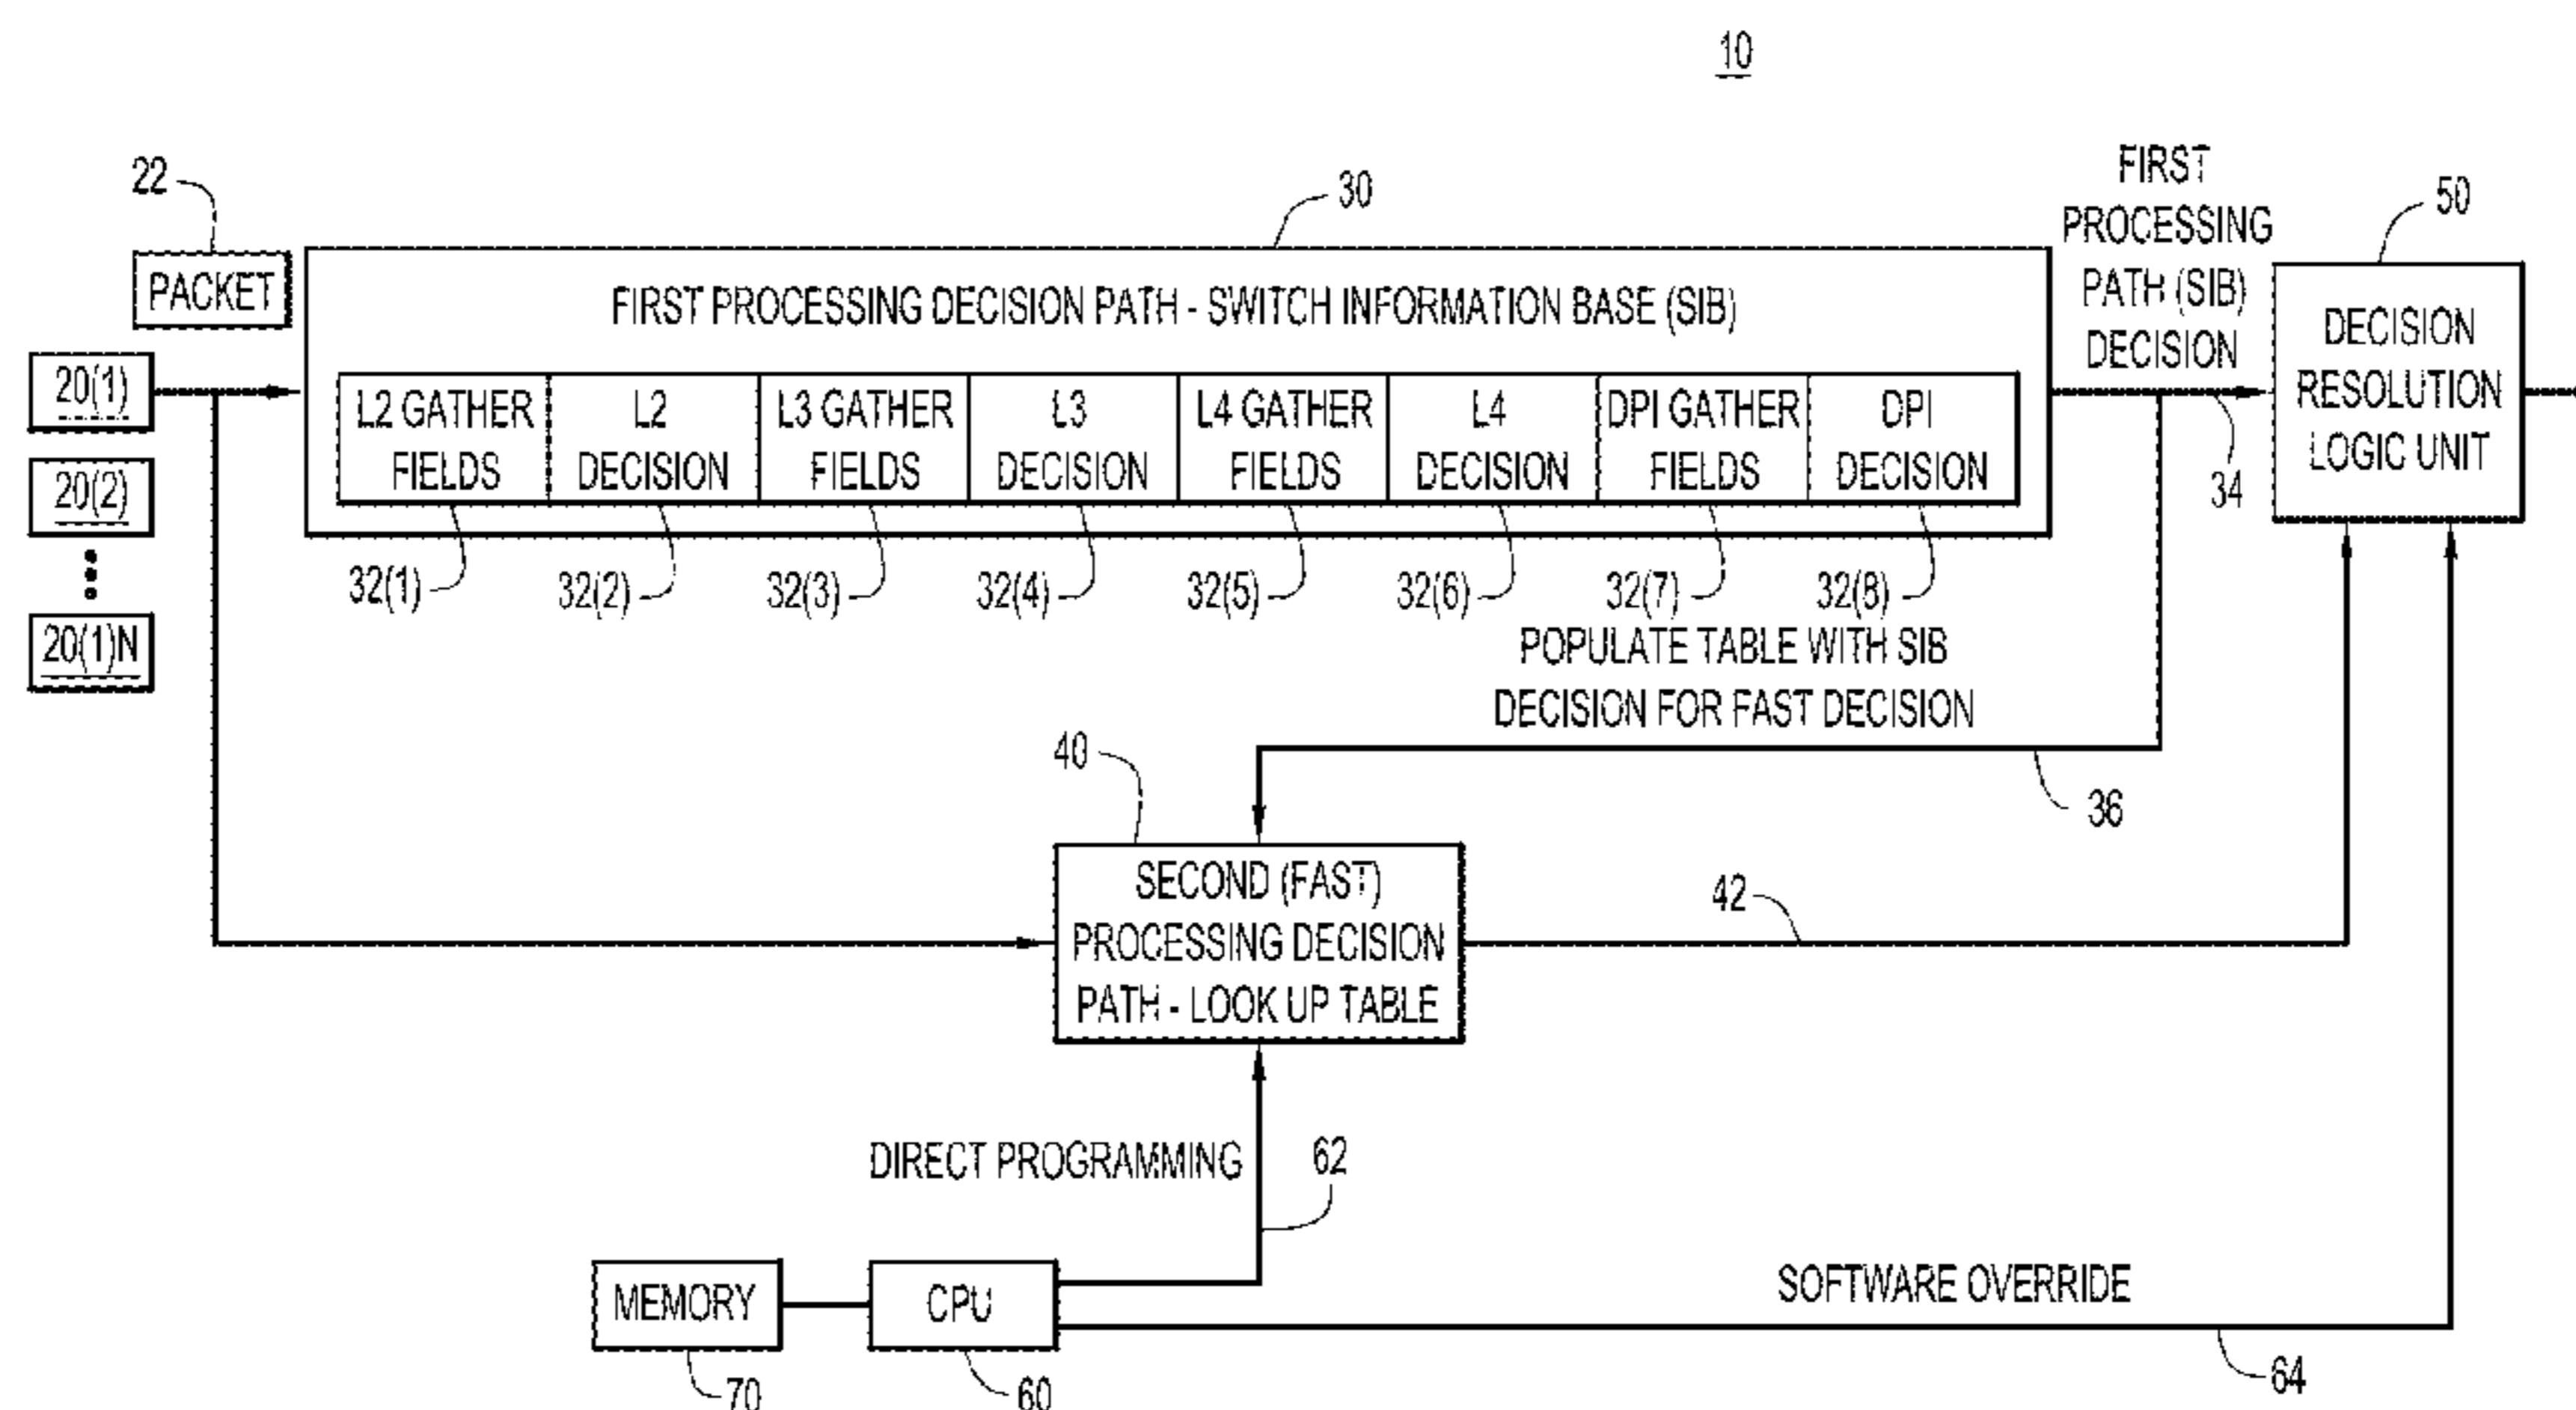 10
22
PACKET
20(1)
20(2)
20(1)N
30
FIRST PROCESSING DECISION PATH - SWITCH INFORMATION BASE (SIB)
L2 GATHER
FIELDS
L2
DECISION
L3 GATHER
FIELDS
L3
DECISION
L4 GATHER
FIELDS
L4
DECISION
DPI GATHER
FIELDS
DPI
DECISION
32(1)
32(2)
32(3)
32(4)
32(5)
32(6)
32(7)
32(8)
FIRST
PROCESSING
PATH (SIB)
DECISION
34
50
DECISION
RESOLUTION
LOGIC UNIT
POPULATE TABLE WITH SIB
DECISION FOR FAST DECISION
36
40
SECOND (FAST)
PROCESSING DECISION
PATH - LOOK UP TABLE
42
DIRECT PROGRAMMING
62
MEMORY
70
CPU
60
SOFTWARE OVERRIDE
64